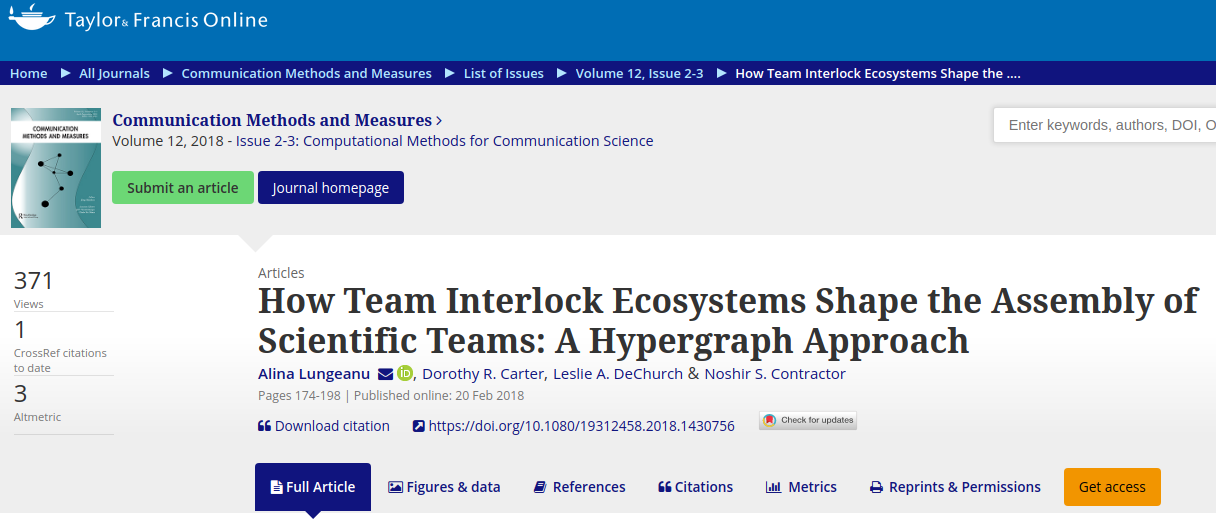 Taylor & Francis Online
Home ▶ All Journals ▶ Communication Methods and Measures ▶ List of Issues ▶ Volume 12, Issue 2-3 ▶ How Team Interlock Ecosystems Shape the ....
COMMUNICATION
METHODS AND MEASURES
Communication Methods and Measures ›
Volume 12, 2018 - Issue 2-3: Computational Methods for Communication Science
Enter keywords, authors, DOI, O
Submit an article
Journal homepage
371
Views
1
CrossRef citations
to date
3
Altmetric
Articles
How Team Interlock Ecosystems Shape the Assembly of
Scientific Teams: A Hypergraph Approach
Alina Lungeanu iD, Dorothy R. Carter, Leslie A. DeChurch & Noshir S. Contractor
Pages 174-198 | Published online: 20 Feb 2018
Download citation https://doi.org/10.1080/19312458.2018.1430756 Check for updates
Full Article Figures & data References Citations Metrics Reprints & Permissions Get access